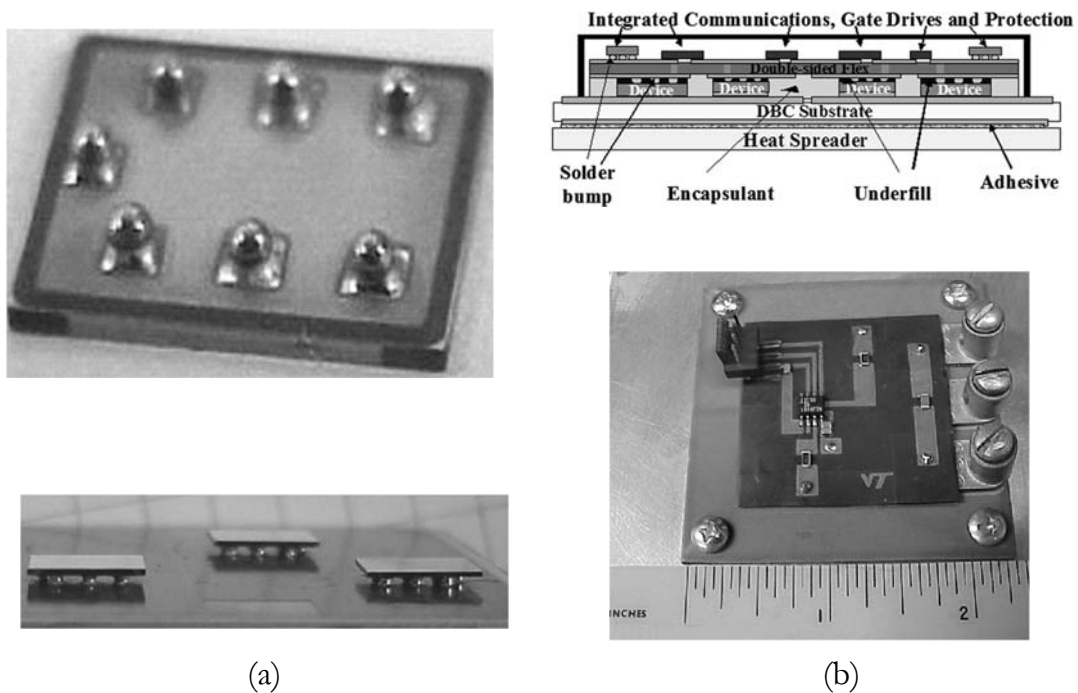 Integrated Communications, Gate Drives and Protection
Double-sided Flex
Device Device Device Device
DBC Substrate
Heat Spreader
Solder
bump
Encapsulant
Underfill
Adhesive
VT
INCHES
1
2
(a)
(b)